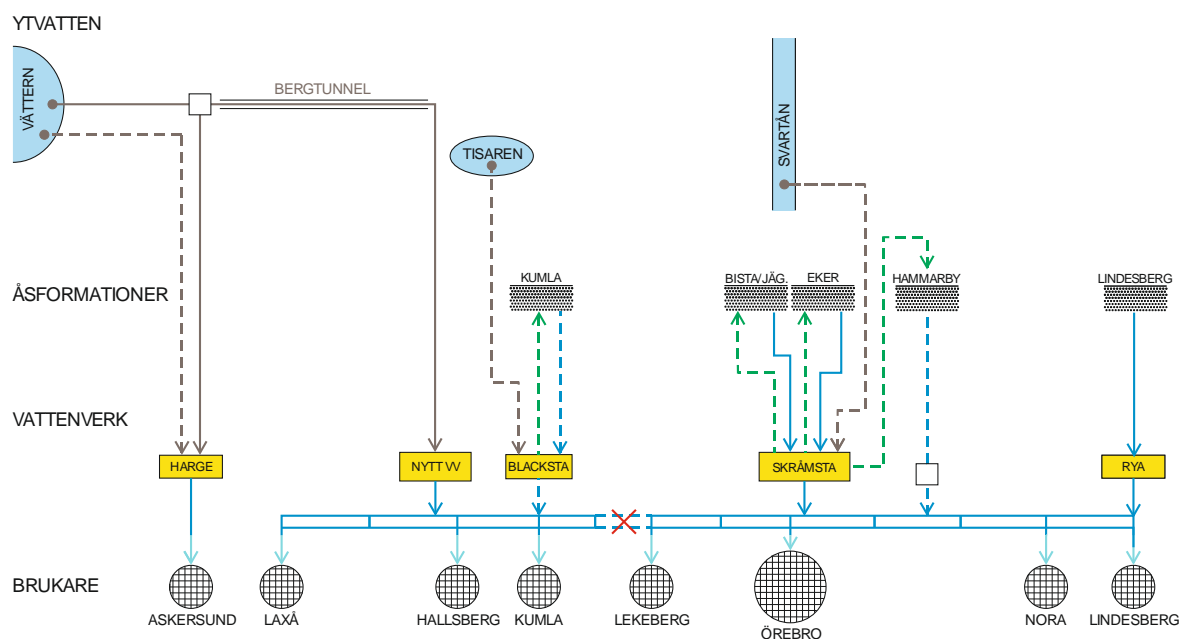 YTVATTEN
VÄTTERN
BERGTUNNEL
TISAREN
SVARTÅN
ÅSFORMATIONER
KUMLA
BISTA/JÄG.
EKER
HAMMARBY
LINDESBERG
VATTENVERK
HARGE
NYTT VV
BLACKSTA
SKRÅMSTA
RYA
BRUKARE
ASKERSUND
LAXÅ
HALLSBERG
KUMLA
LEKEBERG
ÖREBRO
NORA
LINDESBERG